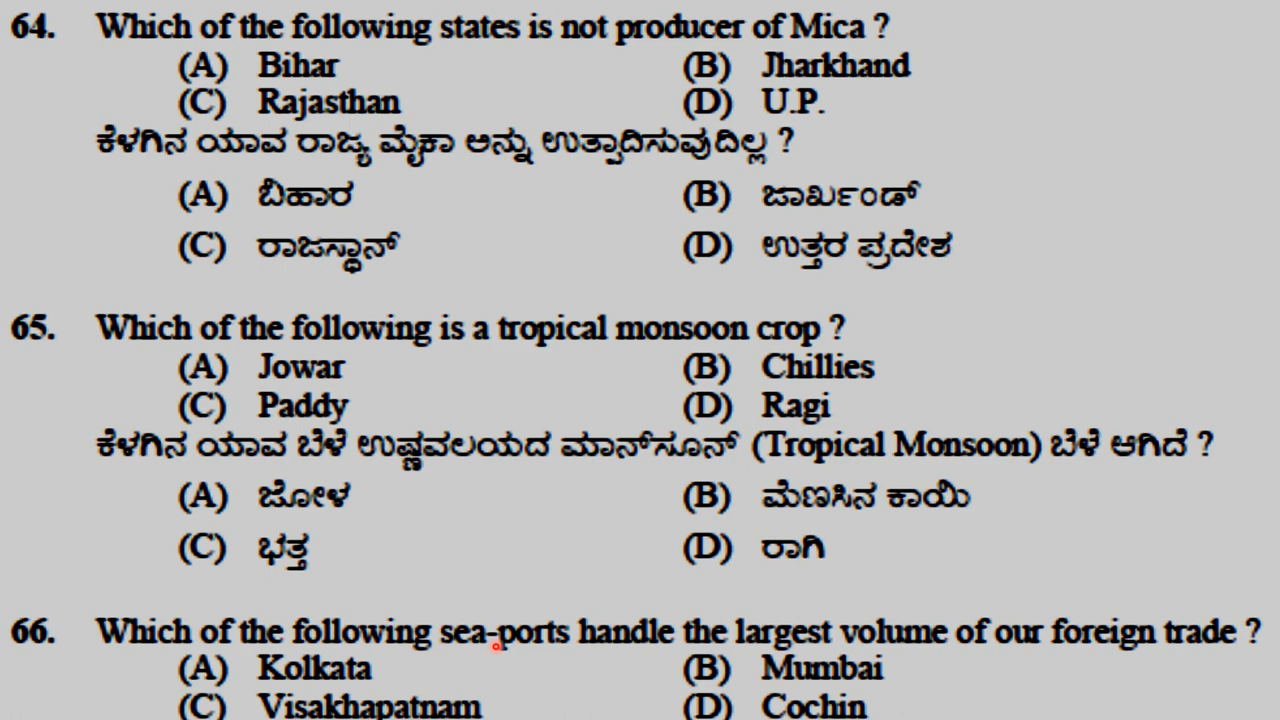 64. Which of the following states is not producer of Mica ?
(A) Bihar (B) Jharkhand
(C) Rajasthan (D) U.P.
ಕೆಳಗಿನ ಯಾವ ರಾಜ್ಯ ಮೈಕಾ ಅನ್ನು ಉತ್ಪಾದಿಸುವುದಿಲ್ಲ ?
(A) ಬಿಹಾರ (B) ಜಾರ್ಖಂಡ್
(C) ರಾಜಸ್ಥಾನ್ (D) ಉತ್ತರ ಪ್ರದೇಶ
65. Which of the following is a tropical monsoon crop ?
(A) Jowar (B) Chillies
(C) Paddy (D) Ragi
ಕೆಳಗಿನ ಯಾವ ಬೆಳೆ ಉಷ್ಣವಲಯದ ಮಾನ್‌ಸೂನ್ (Tropical Monsoon) ಬೆಳೆ ಆಗಿದೆ ?
(A) ಜೋಳ (B) ಮೆಣಸಿನ ಕಾಯಿ
(C) ಭತ್ತ (D) ರಾಗಿ
66. Which of the following sea-ports handle the largest volume of our foreign trade ?
(A) Kolkata (B) Mumbai
(C) Visakhapatnam (D) Cochin